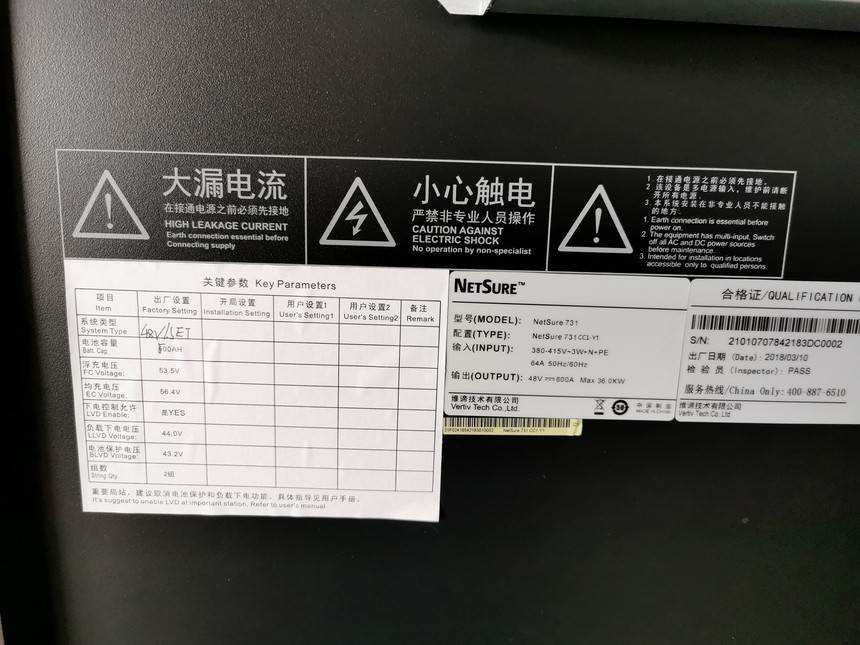 大漏电流
在接通电源之前必须先接地
HIGH LEAKAGE CURRENT
Earth connection essential before
Connecting supply
小心触电
严禁非专业人员操作
CAUTION AGAINST
ELECTRIC SHOCK
No operation by non-specialist
1. 在接通电源之前必须先接地。
2. 该设备是多电源输入，维护前请断
开所有电源。
3. 本系统安装在非专业人员不能接触
的地方.
1. Earth connection is essential before
power on.
2. The equipment has multi-input. Switch
off all AC and DC power sources
before maintenance.
3. Intended for installation in locations
accessible only to qualified persons.
关键参数 Key Parameters
项目 出厂设置 开局设置 用户设置1 用户设置2 备注
Item Factory Setting Installation Setting User's Setting1 User's Setting2 Remark
系统类型
System Type 48V/SET
电池容量
Batt. Cap. 500AH
浮充电压
FC Voltage: 53.5V
均充电压
EC Voltage: 56.4V
下电控制允许
LVD Enable: 是YES
负载下电电压
LLVD Voltage: 44.0V
电池保护电压
BLVD Voltage: 43.2V
组数
String Qty. 2组
重要局站，建议取消电池保护和负载下电功能。具体指导见用户手册.
It's suggest to unable LVD at important station. Refer to user's manual
NETSURE™
型号(MODEL): NetSure 731
配置(TYPE): NetSure 731 CC1-Y1
输入(INPUT): 380-415V~3W+N+PE
64A 50Hz/60Hz
输出(OUTPUT): 48V 600A Max 36.0KW
维谛技术有限公司
Vertiv Tech Co.,Ltd.
中国制造
MADE IN CHINA
NetSure 731 CC1-Y1
合格证/QUALIFICATION
S/N: 21010707842183DC0002
出厂日期 (Date): 2018/03/10
检验员 (Inspector): PASS
服务热线/China Only: 400-887-6510
维谛技术有限公司
Vertiv Tech Co.,Ltd.